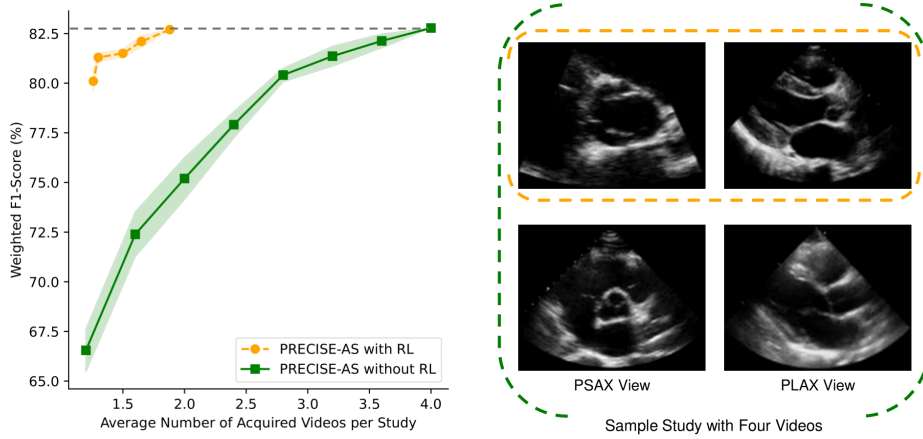 82.5
80.0
77.5
75.0
72.5
70.0
67.5
65.0
Weighted F1-Score (%)
PRECISE-AS with RL
PRECISE-AS without RL
1.5 2.0 2.5 3.0 3.5 4.0
Average Number of Acquired Videos per Study
PSAX View PLAX View
Sample Study with Four Videos